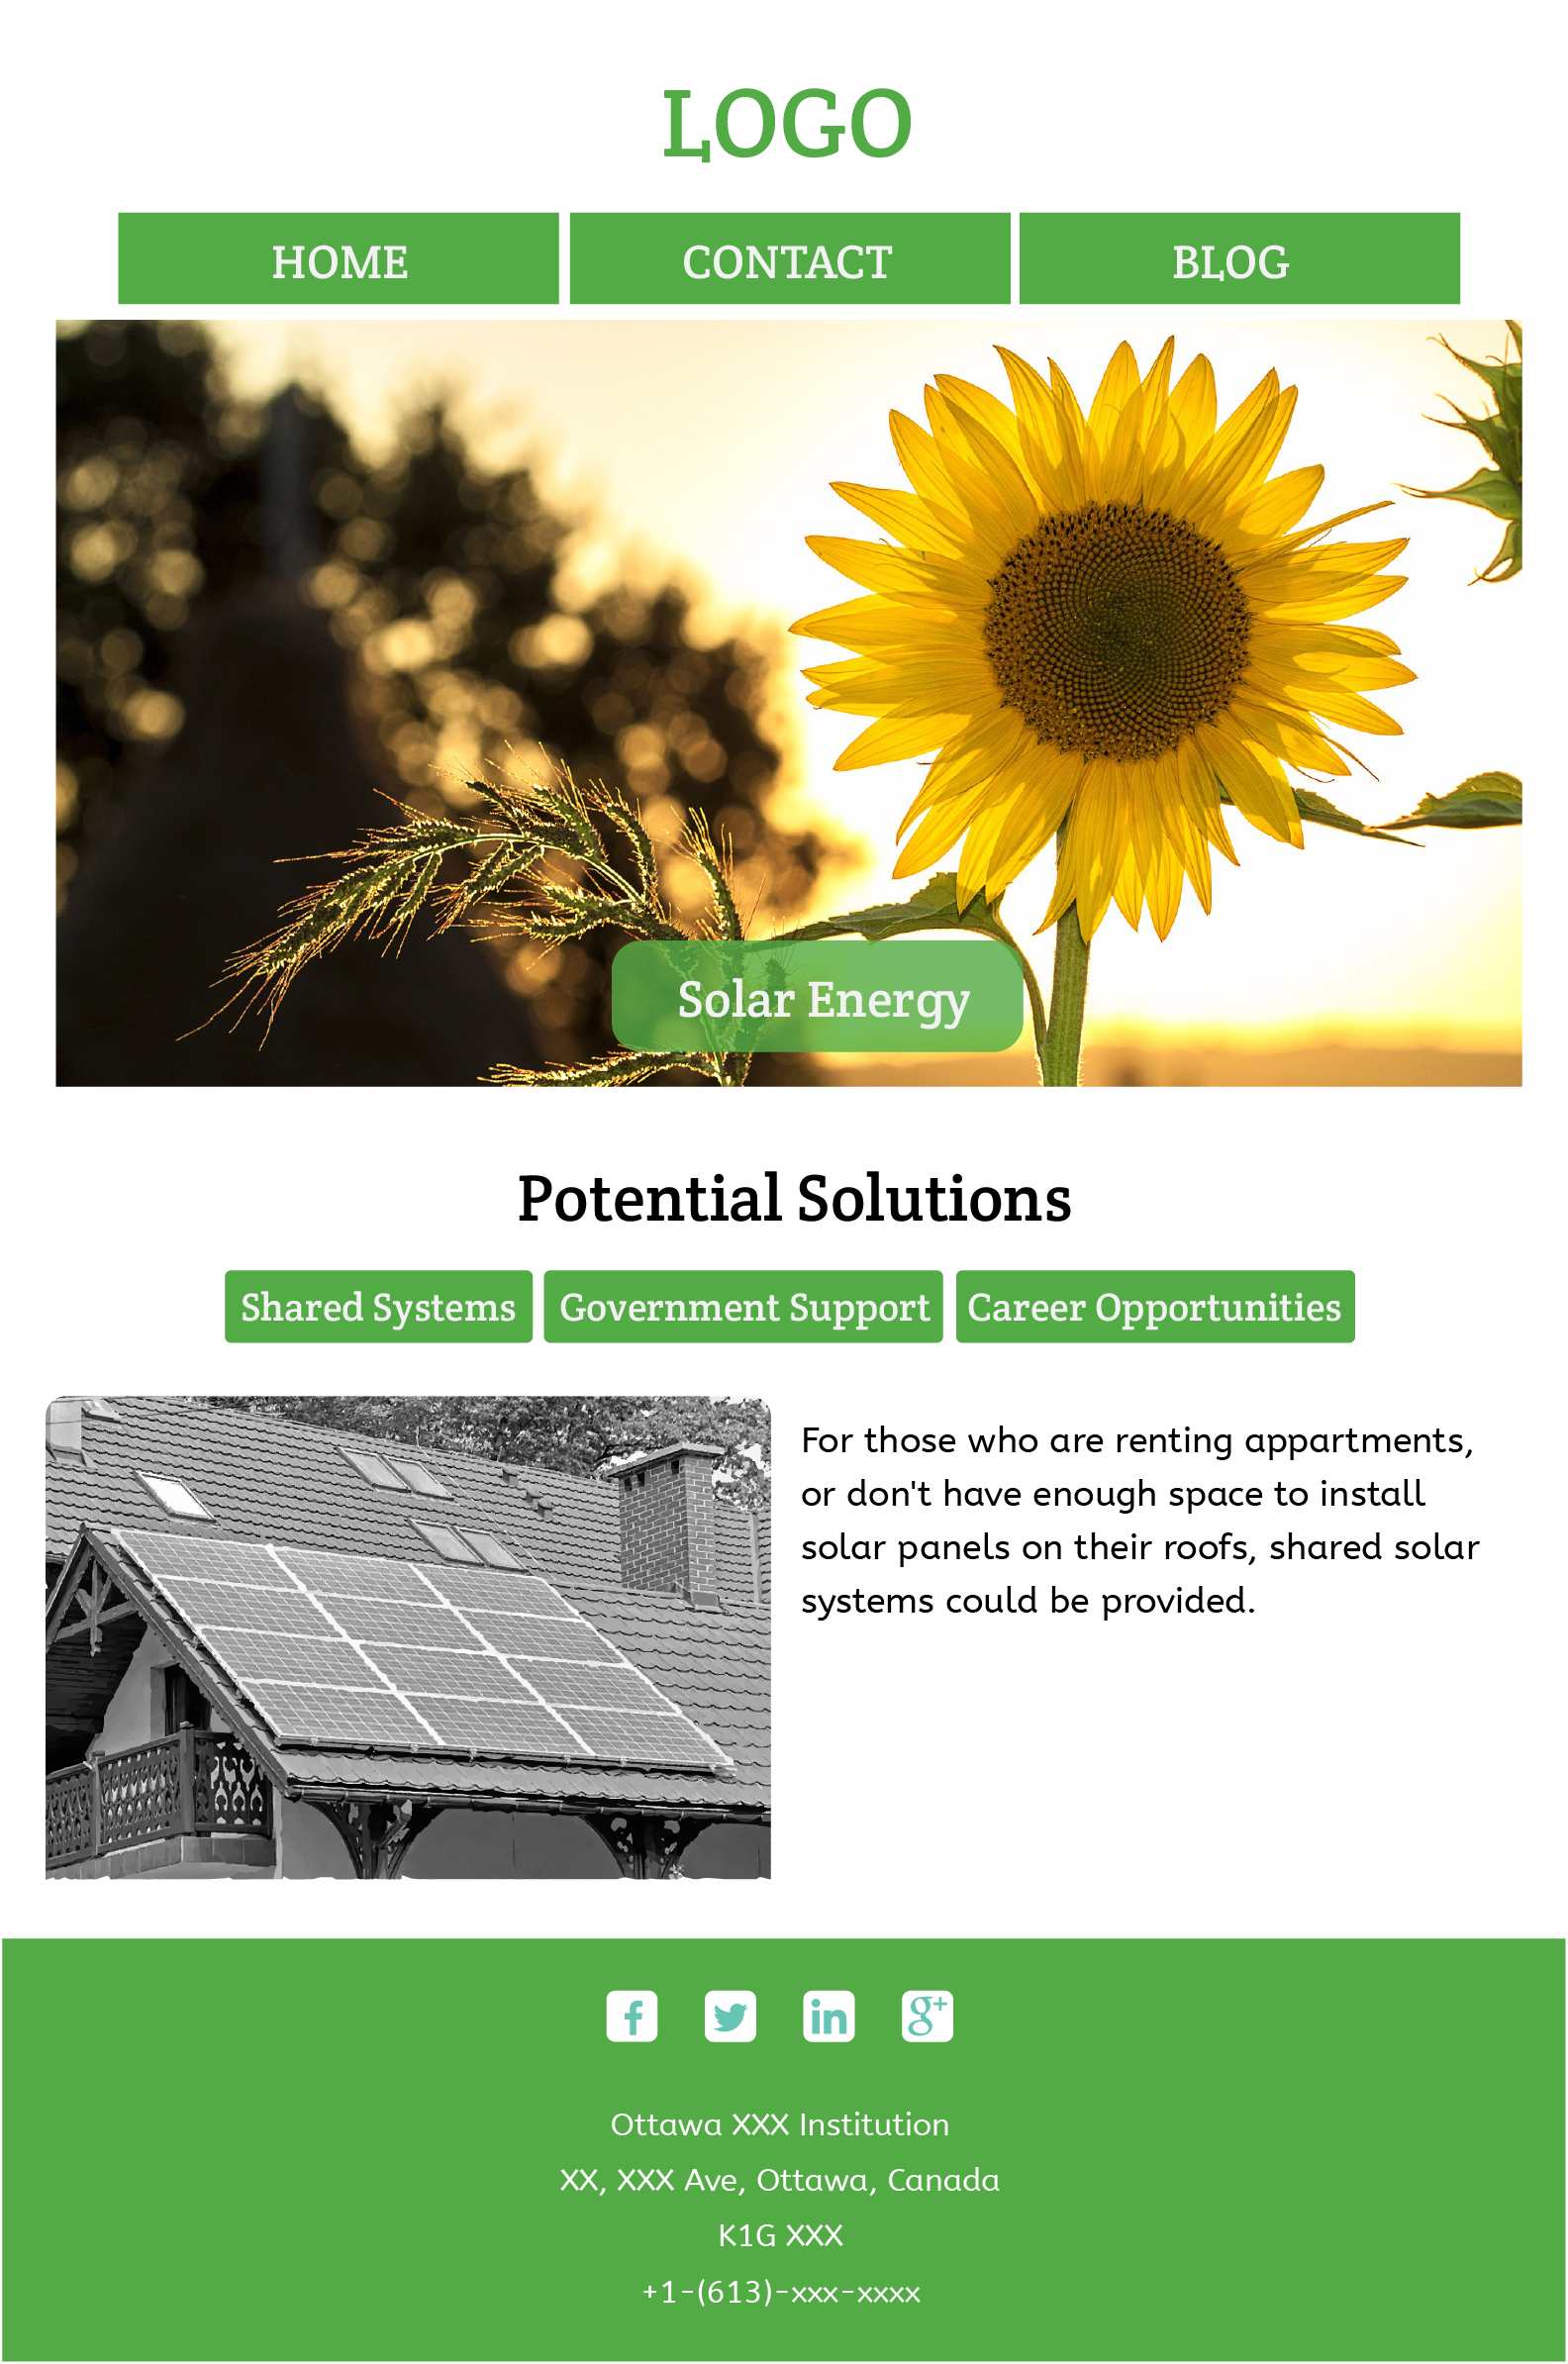 LOGO
HOME
CONTACT
BLOG
Solar Energy
Potential Solutions
Shared Systems
Government Support
Career Opportunities
For those who are renting appartments,
or don't have enough space to install
solar panels on their roofs, shared solar
systems could be provided.
f
in
g+
Ottawa XXX Institution
XX, XXX Ave, Ottawa, Canada
K1G XXX
+1-(613)-xxx-xxxx